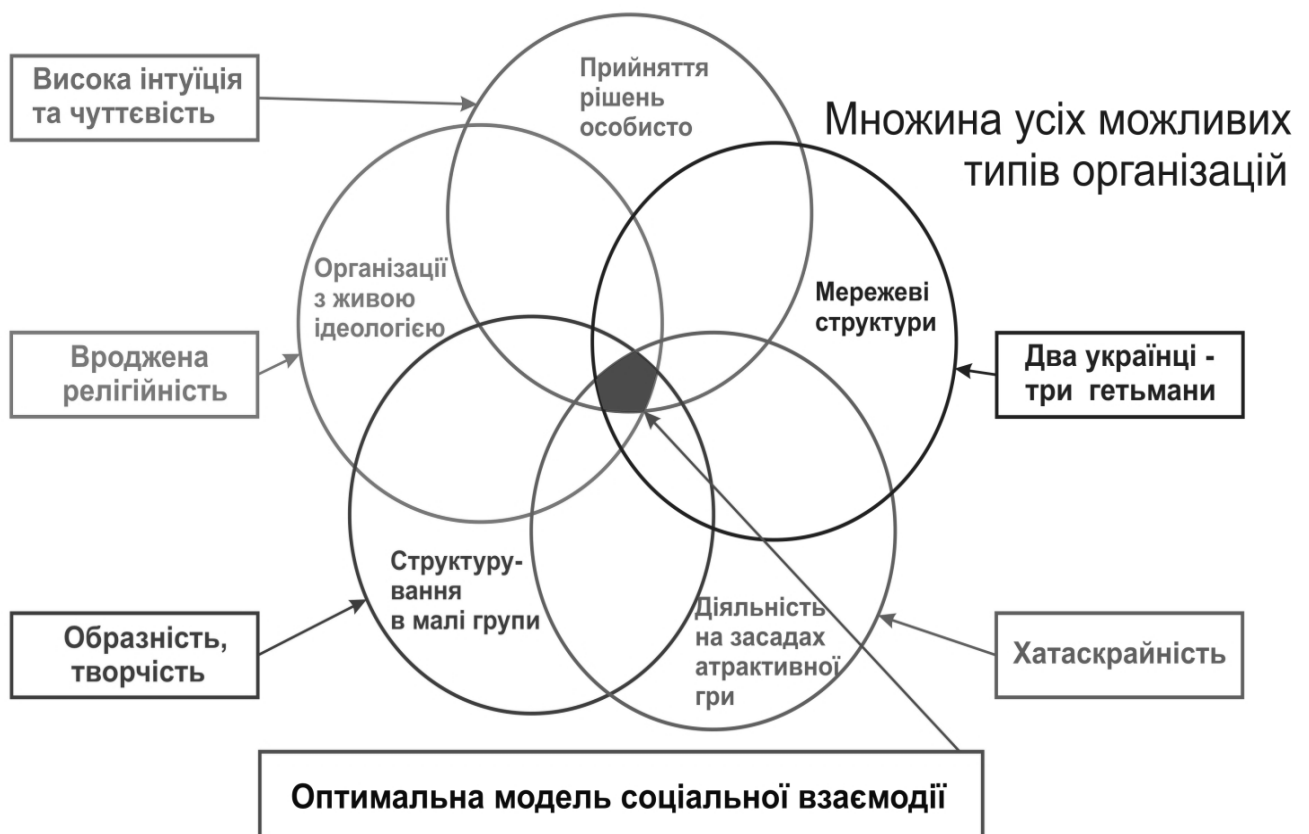 Висока інтуїція
та чуттєвість
Прийняття
рішень
особисто
Множина усіх можливих
типів організацій
Організації
з живою
ідеологією
Мережеві
структури
Вроджена
релігійність
Два українці -
три гетьмани
Структуру-
вання
в малі групи
Діяльність
на засадах
атрактивної
гри
Образність,
творчість
Хатаскрайність
Оптимальна модель соціальної взаємодії